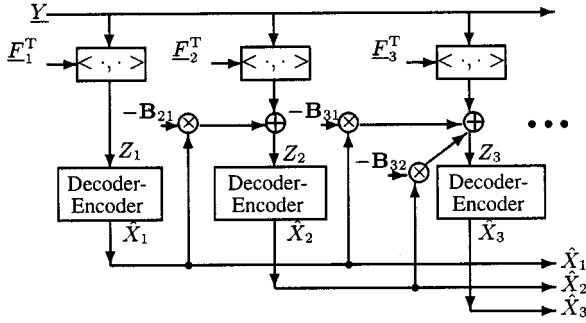 Y
F₁ᵀ < ·, · > F₂ᵀ < ·, · > F₃ᵀ < ·, · >
−B₂₁ ⊗ ⊕ −B₃₁ ⊗ ⊕ •••
Z₁ Z₂ −B₃₂ ⊗ Z₃
Decoder-Encoder
Decoder-Encoder
Decoder-Encoder
X̂₁ X̂₂ X̂₃
X̂₁
X̂₂
X̂₃